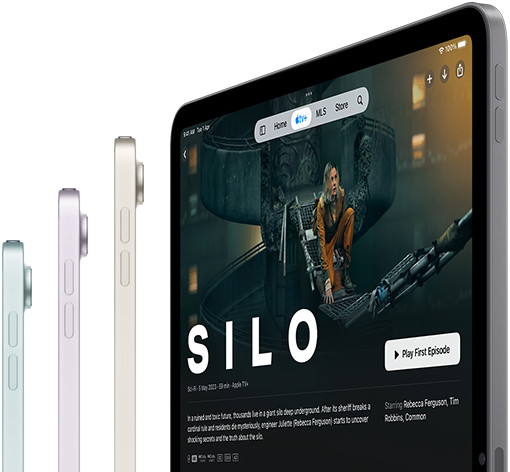 9:41 AM Tue 1 Apr
100%
Home
tv+
MLS
Store
SILO
Play First Episode
Sci-Fi · 5 May 2023 · 59 min · Apple TV+
In a ruined and toxic future, thousands live in a giant silo deep underground. After its sheriff breaks a
cardinal rule and residents die mysteriously, engineer Juliette (Rebecca Ferguson) starts to uncover
shocking secrets and the truth about the silo.
Starring Rebecca Ferguson, Tim
Robbins, Common